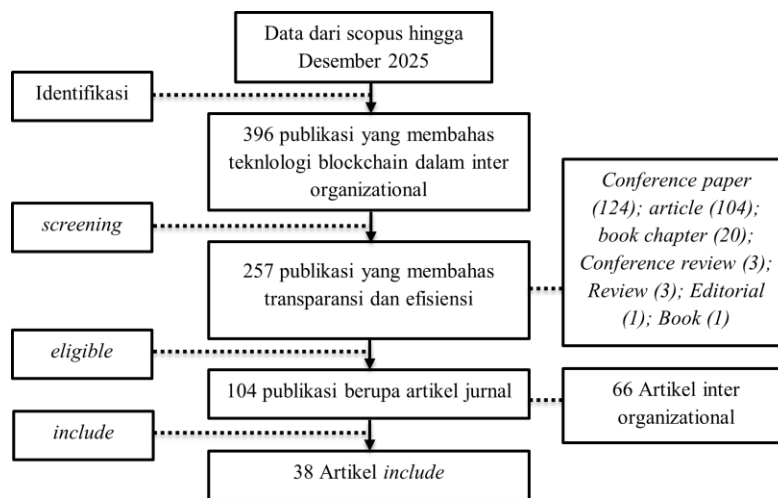 Data dari scopus hingga
Desember 2025
Identifikasi
396 publikasi yang membahas
teknlologi blockchain dalam inter
organizational
screening
257 publikasi yang membahas
transparansi dan efisiensi
Conference paper
(124); article (104);
book chapter (20);
Conference review (3);
Review (3); Editorial
(1); Book (1)
eligible
104 publikasi berupa artikel jurnal
66 Artikel inter
organizational
include
38 Artikel include